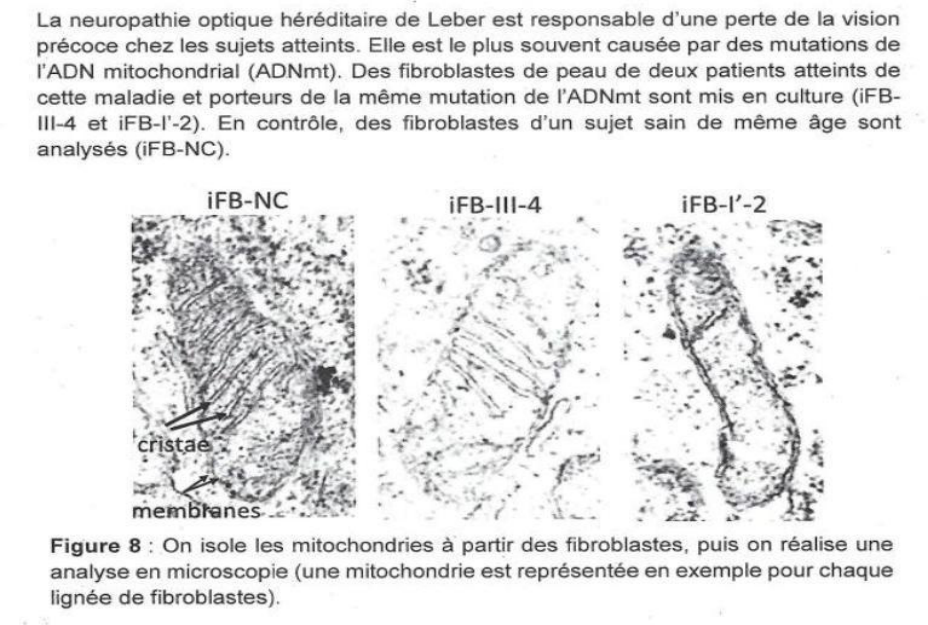 La neuropathie optique héréditaire de Leber est responsable d'une perte de la vision
précoce chez les sujets atteints. Elle est le plus souvent causée par des mutations de
l'ADN mitochondrial (ADNmt). Des fibroblastes de peau de deux patients atteints de
cette maladie et porteurs de la même mutation de l'ADNmt sont mis en culture (iFB-
III-4 et iFB-I'-2). En contrôle, des fibroblastes d'un sujet sain de même âge sont
analysés (iFB-NC).
iFB-NC iFB-III-4 iFB-I'-2
cristae
membranes
Figure 8 : On isole les mitochondries à partir des fibroblastes, puis on réalise une
analyse en microscopie (une mitochondrie est représentée en exemple pour chaque
lignée de fibroblastes).